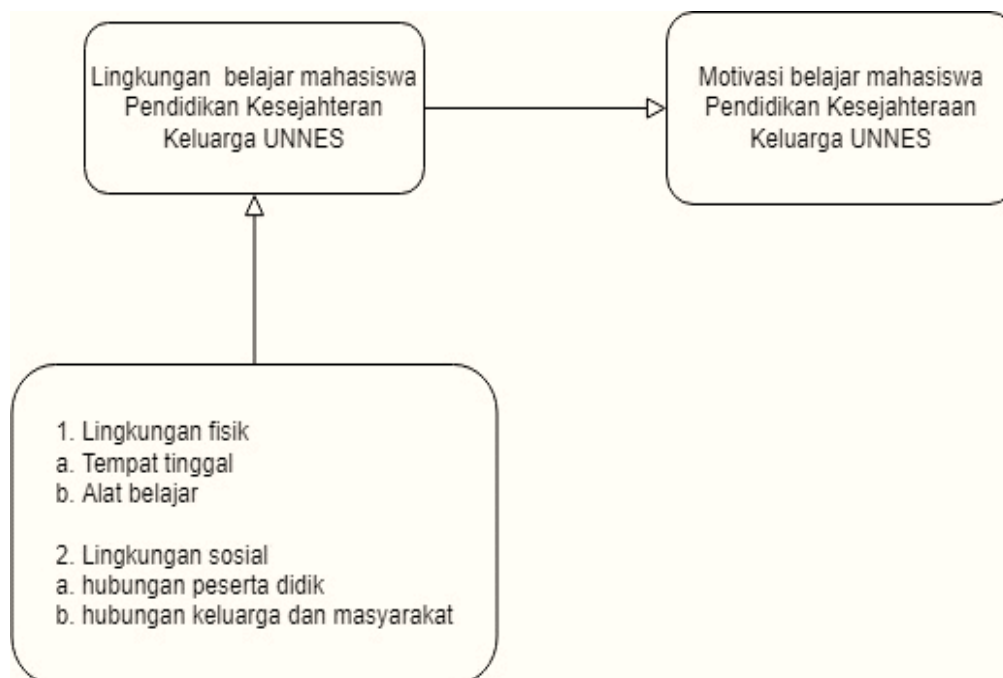 Lingkungan  belajar mahasiswa
Pendidikan Kesejahteran
Keluarga UNNES
Motivasi belajar mahasiswa
Pendidikan Kesejahteraan
Keluarga UNNES
1. Lingkungan fisik
a. Tempat tinggal
b. Alat belajar
2. Lingkungan sosial
a. hubungan peserta didik
b. hubungan keluarga dan masyarakat